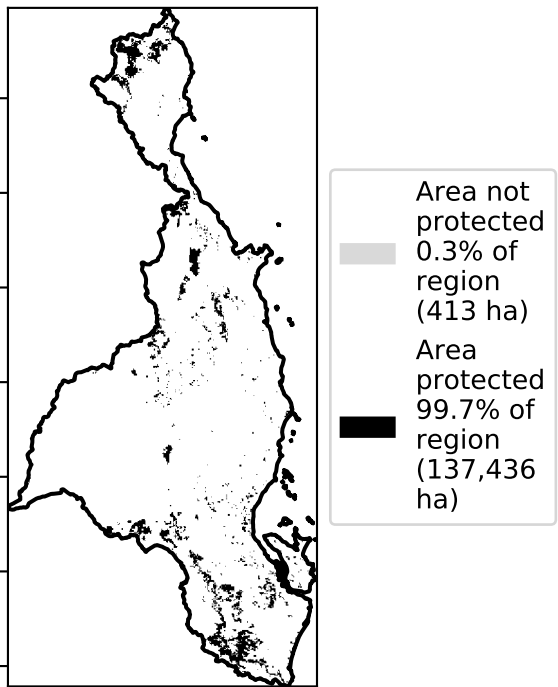 Area not
protected
0.3% of
region
(413 ha)
Area
protected
99.7% of
region
(137,436
ha)